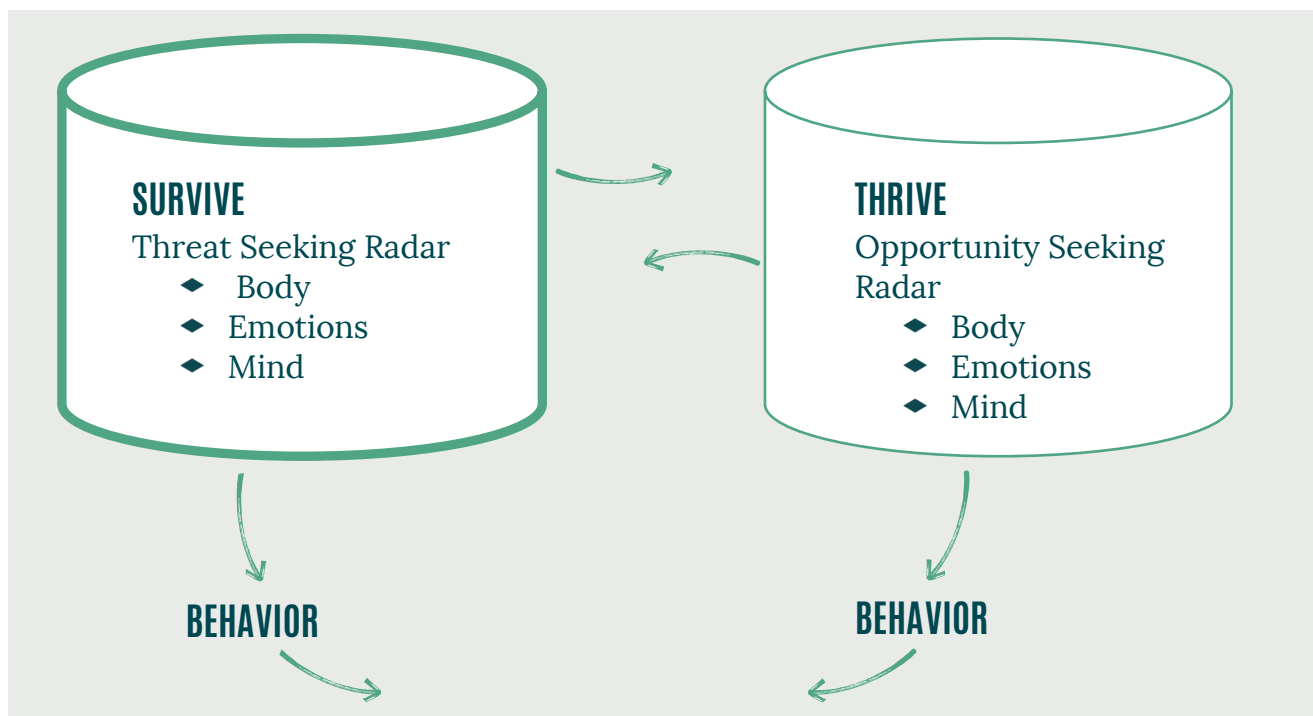 SURVIVE
Threat Seeking Radar
Body
Emotions
Mind
BEHAVIOR
THRIVE
Opportunity Seeking
Radar
Body
Emotions
Mind
BEHAVIOR